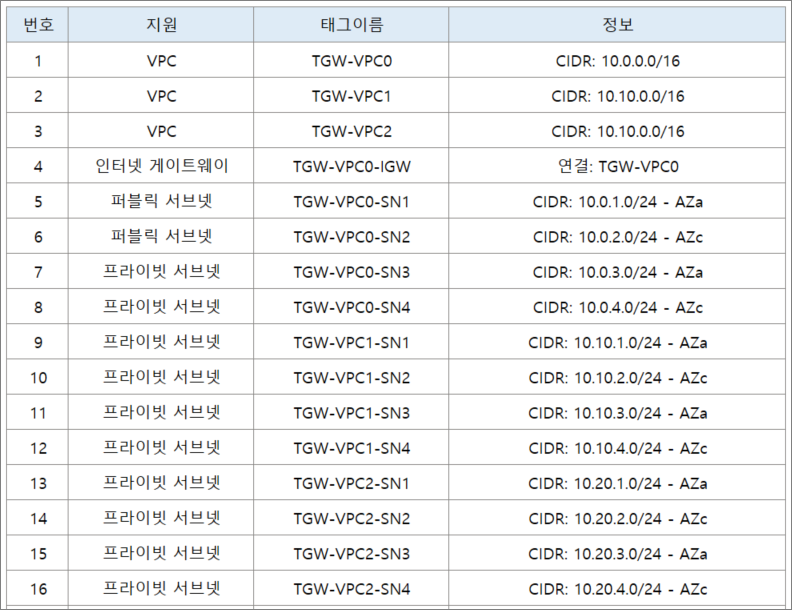 번호 지원 태그이름 정보
1 VPC TGW-VPC0 CIDR: 10.0.0.0/16
2 VPC TGW-VPC1 CIDR: 10.10.0.0/16
3 VPC TGW-VPC2 CIDR: 10.10.0.0/16
4 인터넷 게이트웨이 TGW-VPC0-IGW 연결: TGW-VPC0
5 퍼블릭 서브넷 TGW-VPC0-SN1 CIDR: 10.0.1.0/24 - AZa
6 퍼블릭 서브넷 TGW-VPC0-SN2 CIDR: 10.0.2.0/24 - AZc
7 프라이빗 서브넷 TGW-VPC0-SN3 CIDR: 10.0.3.0/24 - AZa
8 프라이빗 서브넷 TGW-VPC0-SN4 CIDR: 10.0.4.0/24 - AZc
9 프라이빗 서브넷 TGW-VPC1-SN1 CIDR: 10.10.1.0/24 - AZa
10 프라이빗 서브넷 TGW-VPC1-SN2 CIDR: 10.10.2.0/24 - AZc
11 프라이빗 서브넷 TGW-VPC1-SN3 CIDR: 10.10.3.0/24 - AZa
12 프라이빗 서브넷 TGW-VPC1-SN4 CIDR: 10.10.4.0/24 - AZc
13 프라이빗 서브넷 TGW-VPC2-SN1 CIDR: 10.20.1.0/24 - AZa
14 프라이빗 서브넷 TGW-VPC2-SN2 CIDR: 10.20.2.0/24 - AZc
15 프라이빗 서브넷 TGW-VPC2-SN3 CIDR: 10.20.3.0/24 - AZa
16 프라이빗 서브넷 TGW-VPC2-SN4 CIDR: 10.20.4.0/24 - AZc